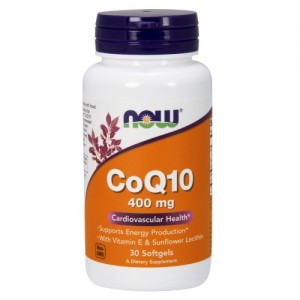 NOW
CoQ10
400 mg
Cardiovascular Health*
• Supports Energy Production*
• With Vitamin E & Sunflower Lecithin
30 Softgels
A Dietary Supplement